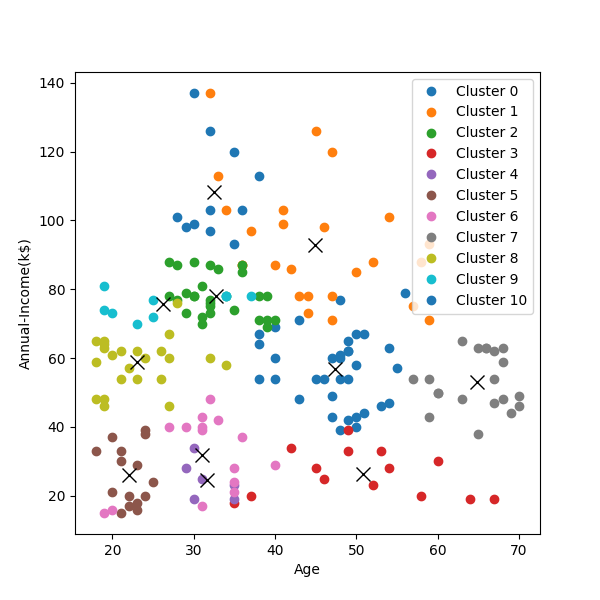 140
120
100
80
60
40
20
Annual-Income(k$)
20 30 40 50 60 70
Age
Cluster 0
Cluster 1
Cluster 2
Cluster 3
Cluster 4
Cluster 5
Cluster 6
Cluster 7
Cluster 8
Cluster 9
Cluster 10